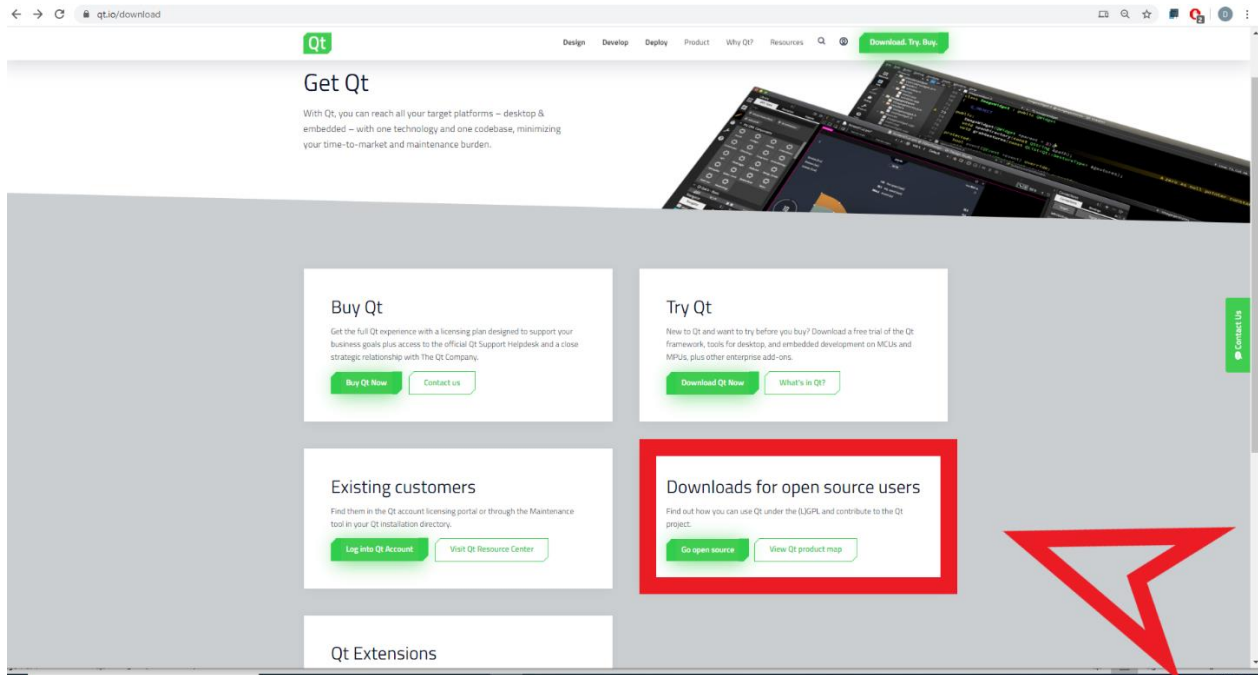 qt.io/download
2
D
Qt
Design Develop Deploy Product Why Qt? Resources Download. Try. Buy.
Get Qt
With Qt, you can reach all your target platforms – desktop &
embedded – with one technology and one codebase, minimizing
your time-to-market and maintenance burden.
Contact Us
Buy Qt
Get the full Qt experience with a licensing plan designed to support your
business goals plus access to the official Qt Support Helpdesk and a close
strategic relationship with The Qt Company.
Buy Qt Now Contact us
Try Qt
New to Qt and want to try before you buy? Download a free trial of the Qt
framework, tools for desktop, and embedded development on MCUs and
MPUs, plus other enterprise add-ons.
Download Qt Now What's in Qt?
Existing customers
Find them in the Qt account licensing portal or through the Maintenance
tool in your Qt installation directory.
Log into Qt Account Visit Qt Resource Center
Downloads for open source users
Find out how you can use Qt under the (L)GPL and contribute to the Qt
project.
Go open source View Qt product map
Qt Extensions